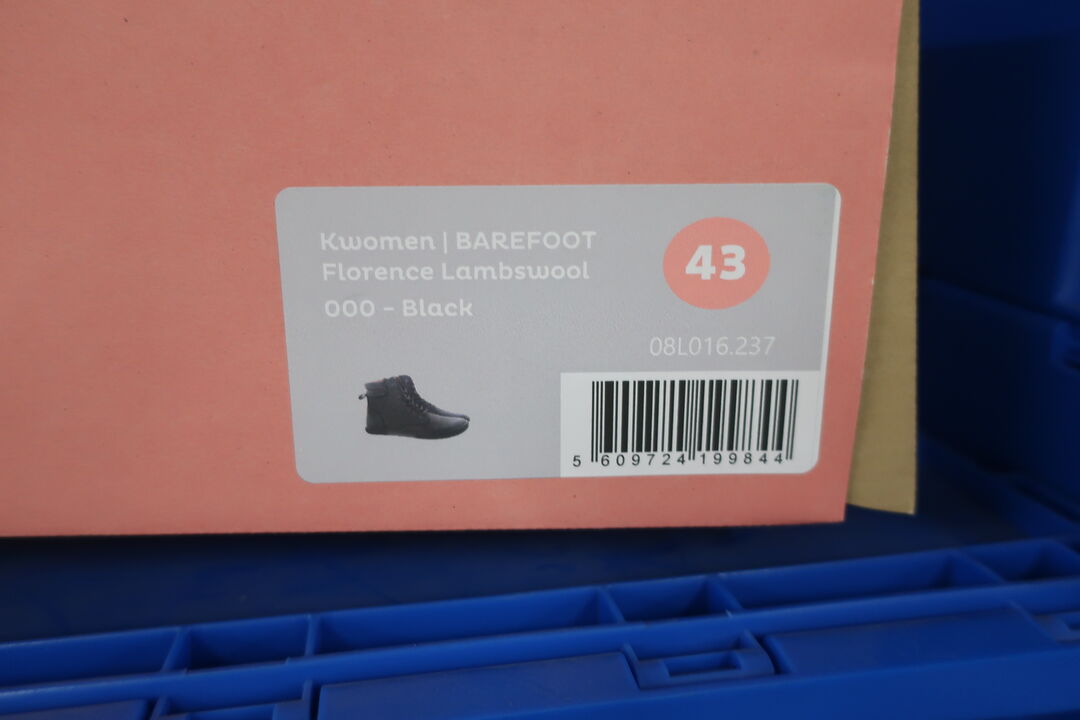 Kwomen | BAREFOOT
Florence Lambswool
000 - Black
43
08L016.237
5 609724 199844